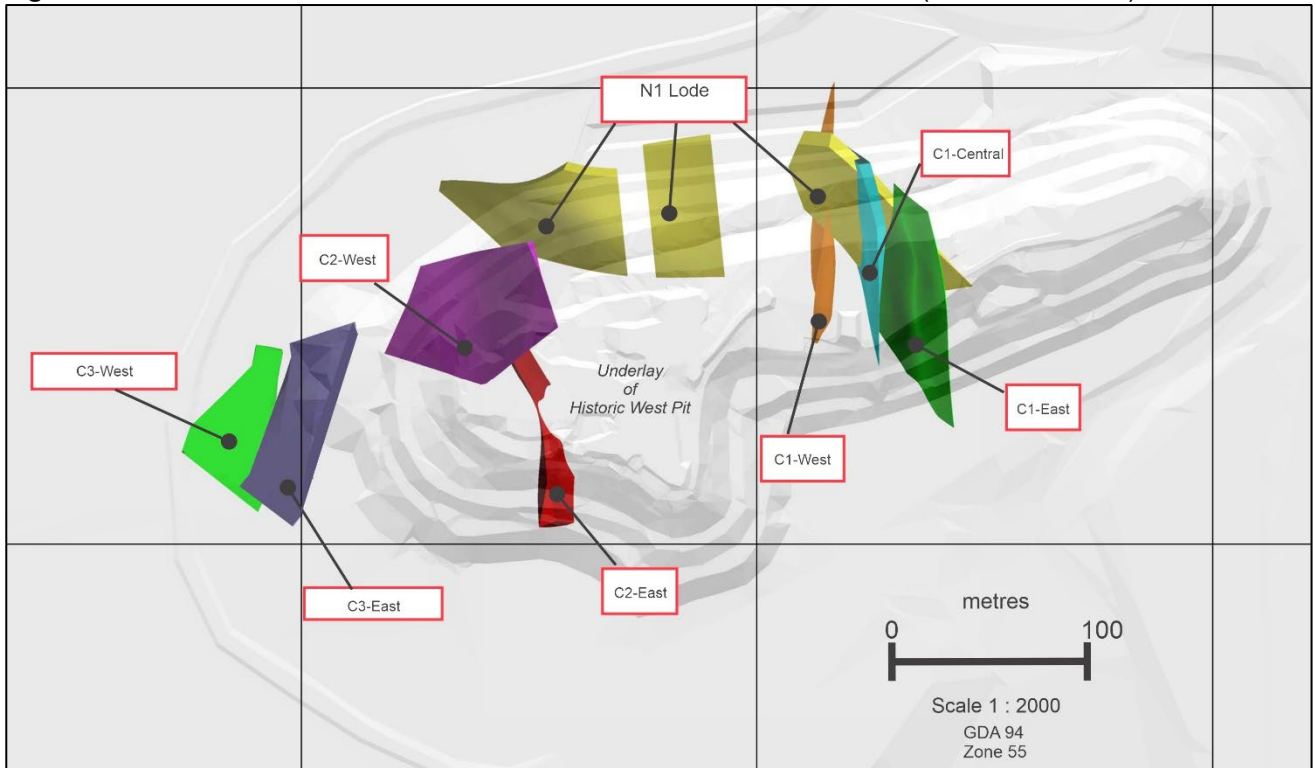 N1 Lode
C1-Central
C2-West
C3-West
Underlay
of
Historic West Pit
C1-East
C1-West
C2-East
C3-East
metres
0 100
Scale 1 : 2000
GDA 94
Zone 55